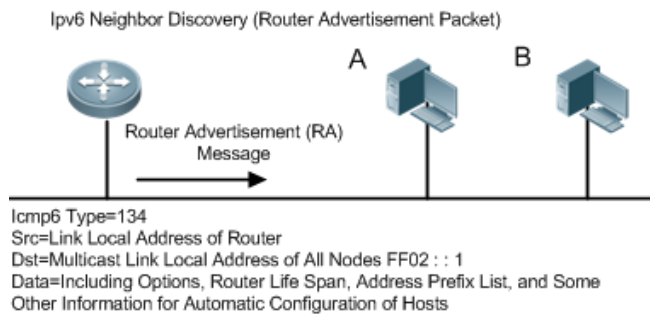 Ipv6 Neighbor Discovery (Router Advertisement Packet)
A
B
Router Advertisement (RA)
Message
Icmp6 Type=134
Src=Link Local Address of Router
Dst=Multicast Link Local Address of All Nodes FF02 : : 1
Data=Including Options, Router Life Span, Address Prefix List, and Some
Other Information for Automatic Configuration of Hosts